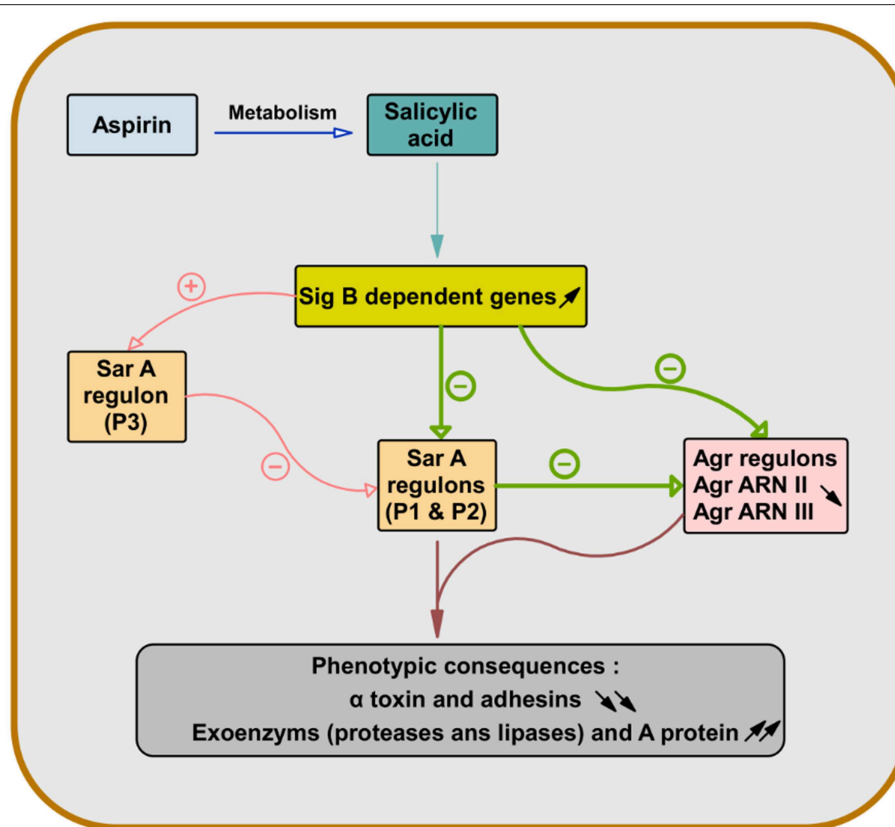 Aspirin
Metabolism
Salicylic
acid
Sig B dependent genes
+
Sar A
regulon
(P3)
−
−
−
Sar A
regulons
(P1 & P2)
−
Agr regulons
Agr ARN II
Agr ARN III
Phenotypic consequences :
α toxin and adhesins
Exoenzyms (proteases ans lipases) and A protein